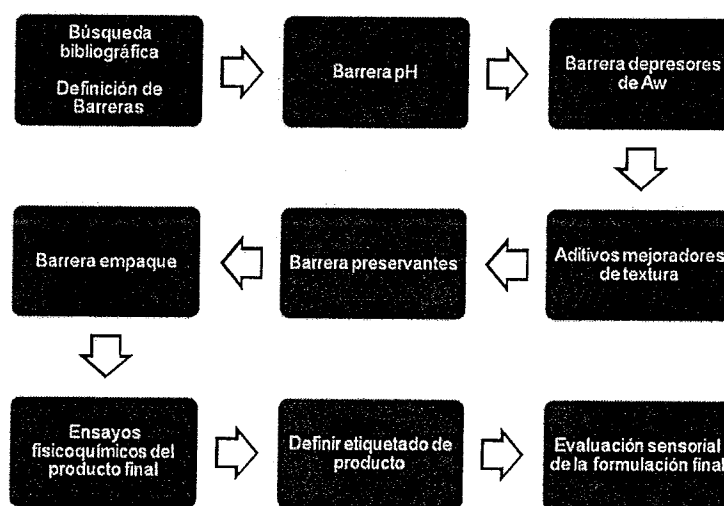 Búsqueda
bibliográfica
Definición de
Barreras
Barrera pH
Barrera depresores
de Aw
Aditivos mejoradores
de textura
Barrera preservantes
Barrera empaque
Ensayos
fisicoquímicos del
producto final
Definir etiquetado de
producto
Evaluación sensorial
de la formulación final